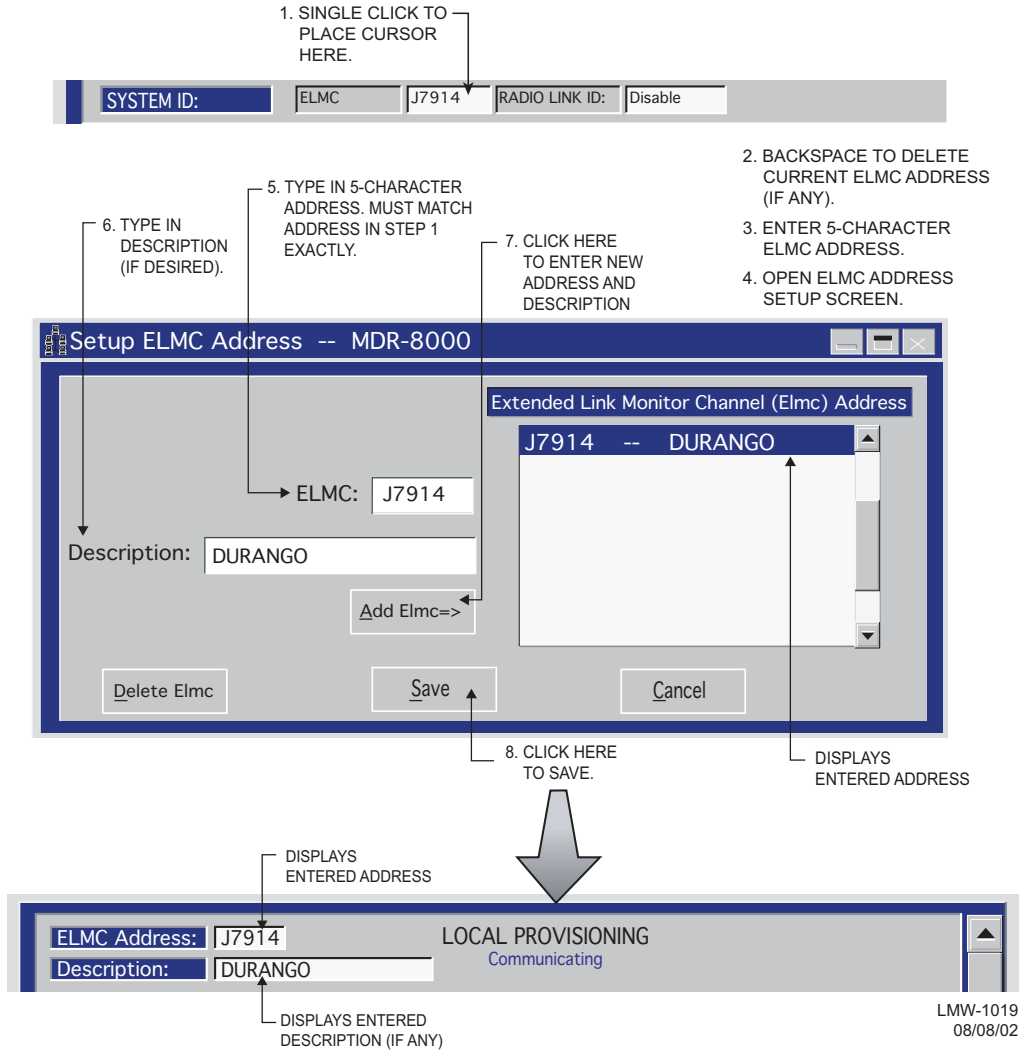 1. SINGLE CLICK TO
PLACE CURSOR
HERE.
SYSTEM ID:
ELMC
J7914
RADIO LINK ID:
Disable
2. BACKSPACE TO DELETE
CURRENT ELMC ADDRESS
(IF ANY).
3. ENTER 5-CHARACTER
ELMC ADDRESS.
4. OPEN ELMC ADDRESS
SETUP SCREEN.
5. TYPE IN 5-CHARACTER
ADDRESS. MUST MATCH
ADDRESS IN STEP 1
EXACTLY.
6. TYPE IN
DESCRIPTION
(IF DESIRED).
7. CLICK HERE
TO ENTER NEW
ADDRESS AND
DESCRIPTION
Setup ELMC Address -- MDR-8000
Extended Link Monitor Channel (Elmc) Address
J7914 -- DURANGO
ELMC: J7914
Description: DURANGO
Add Elmc=>
Delete Elmc
Save
Cancel
8. CLICK HERE
TO SAVE.
DISPLAYS
ENTERED ADDRESS
DISPLAYS
ENTERED ADDRESS
ELMC Address: J7914
LOCAL PROVISIONING
Communicating
Description: DURANGO
DISPLAYS ENTERED
DESCRIPTION (IF ANY)
LMW-1019
08/08/02